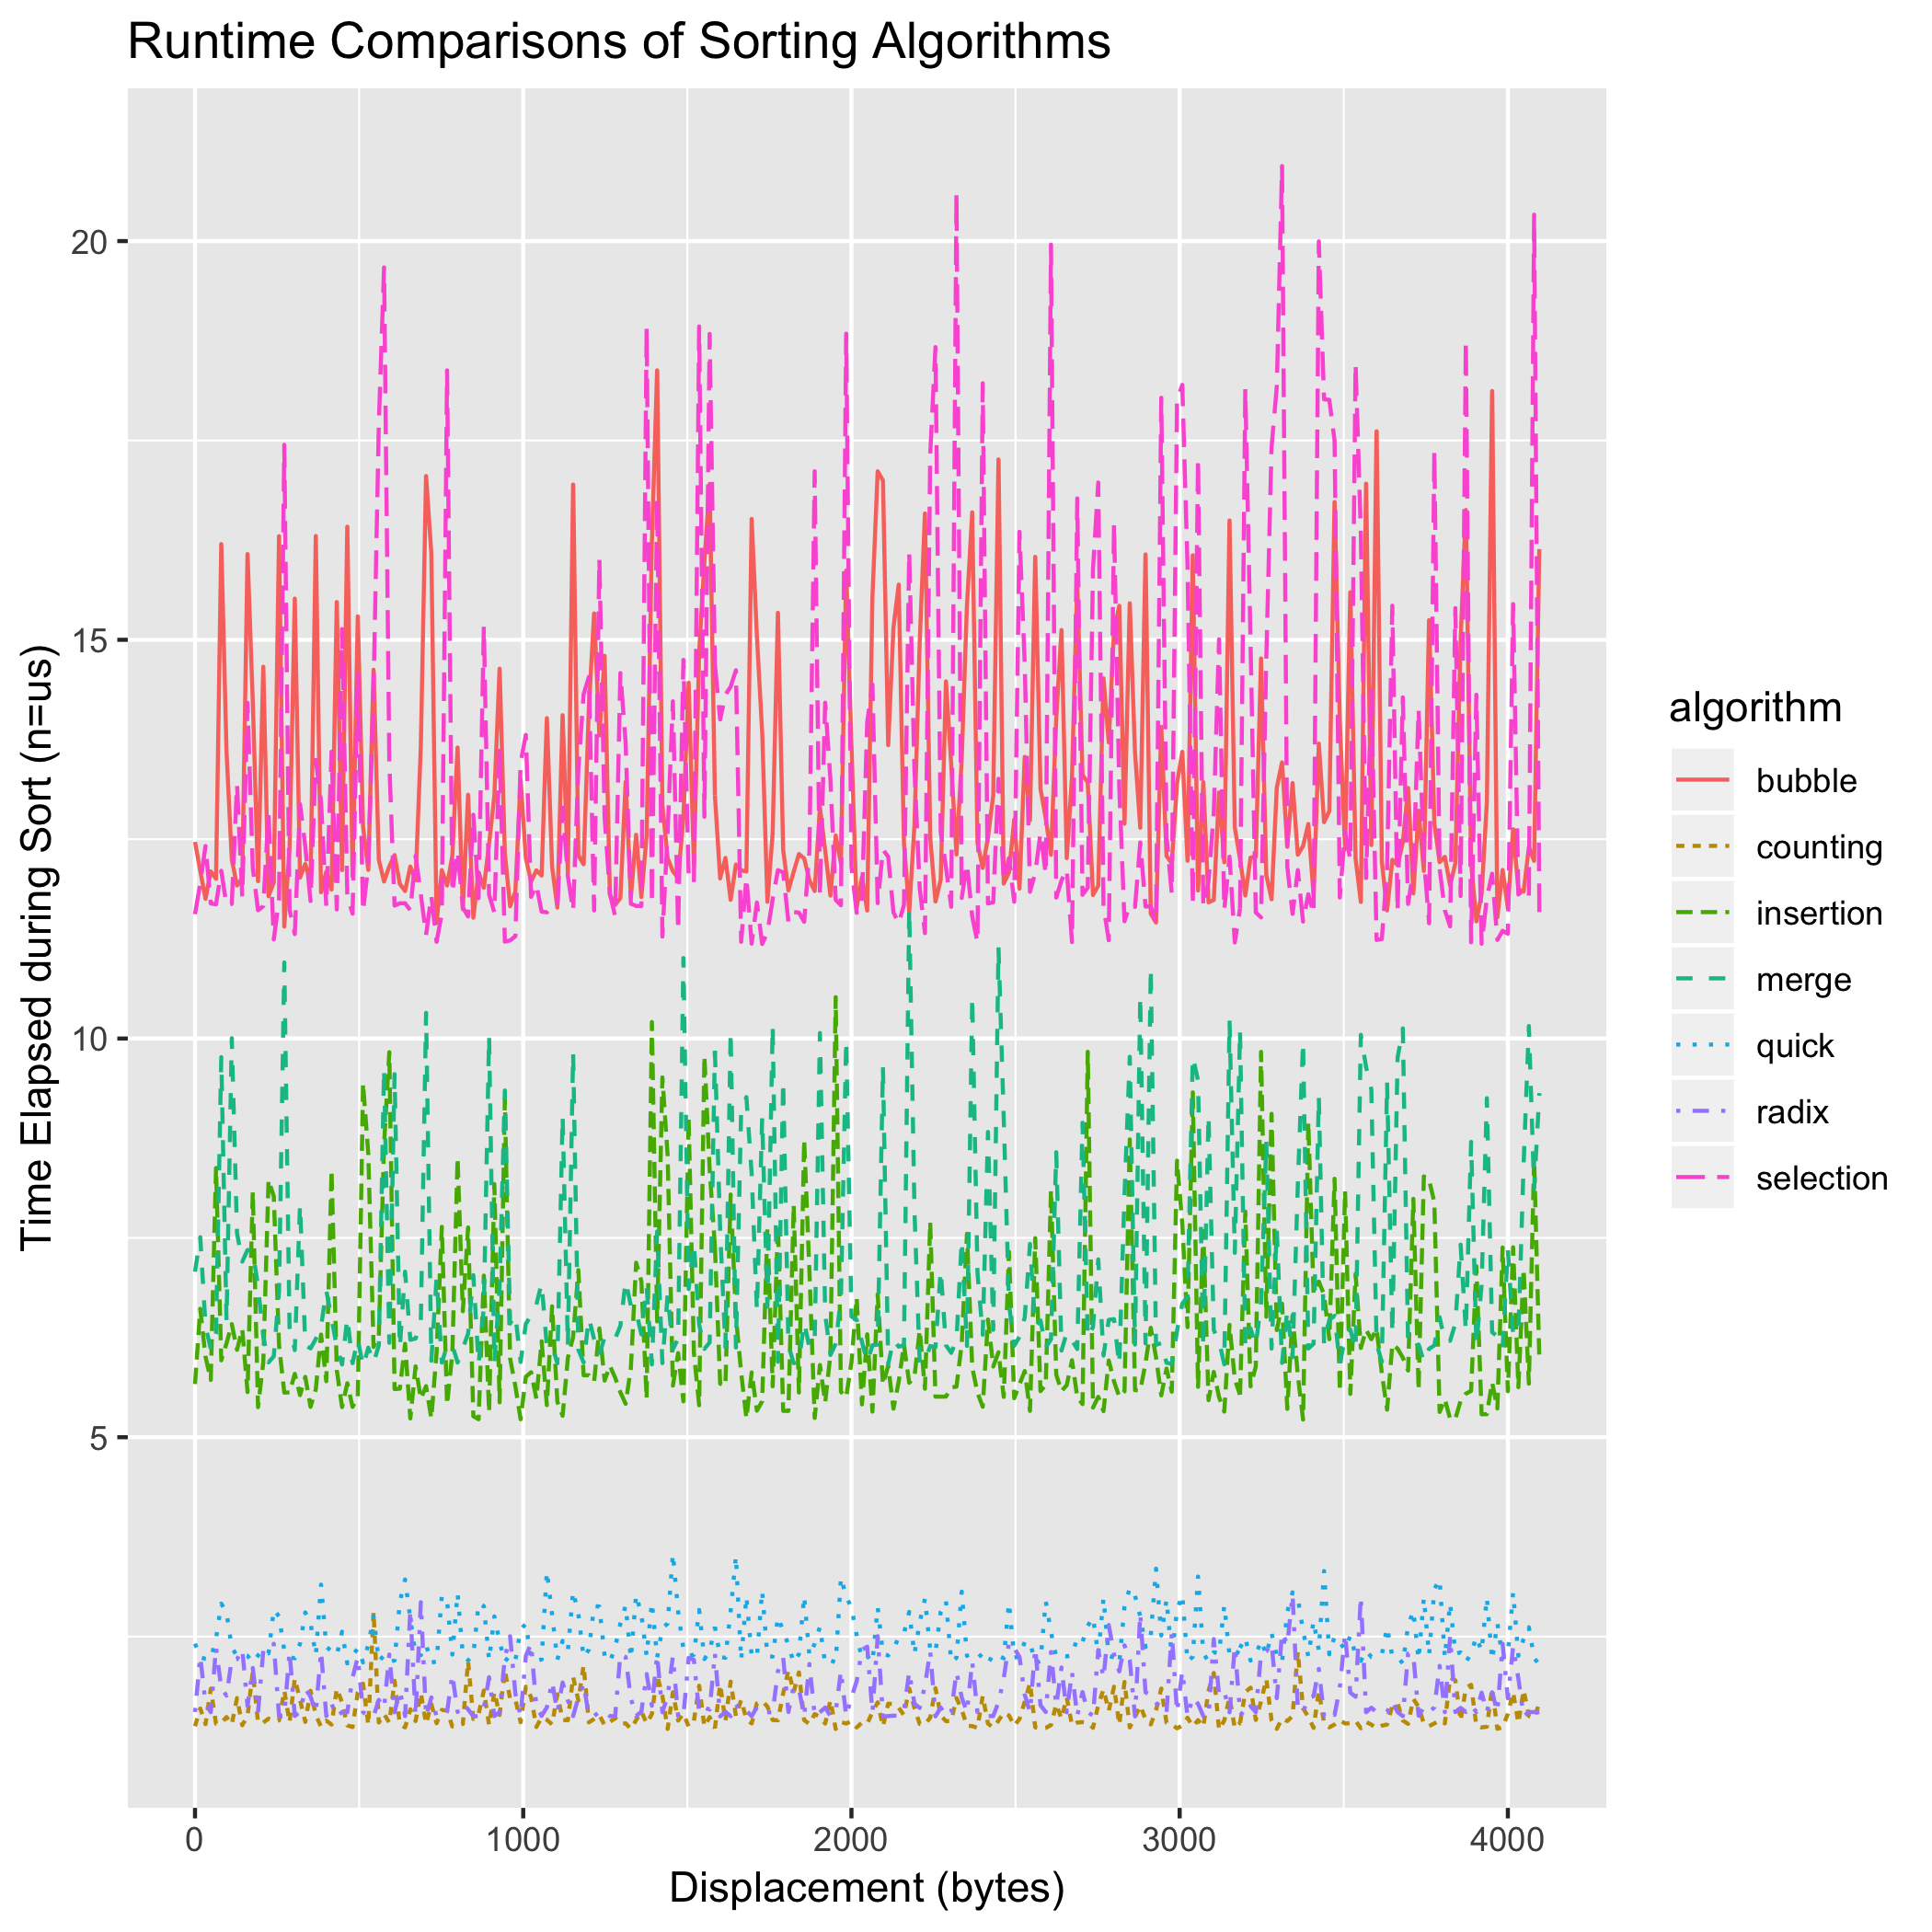 Runtime Comparisons of Sorting Algorithms
Time Elapsed during Sort (n=us)
20
15
10
5
0
1000
2000
3000
4000
Displacement (bytes)
algorithm
bubble
counting
insertion
merge
quick
radix
selection